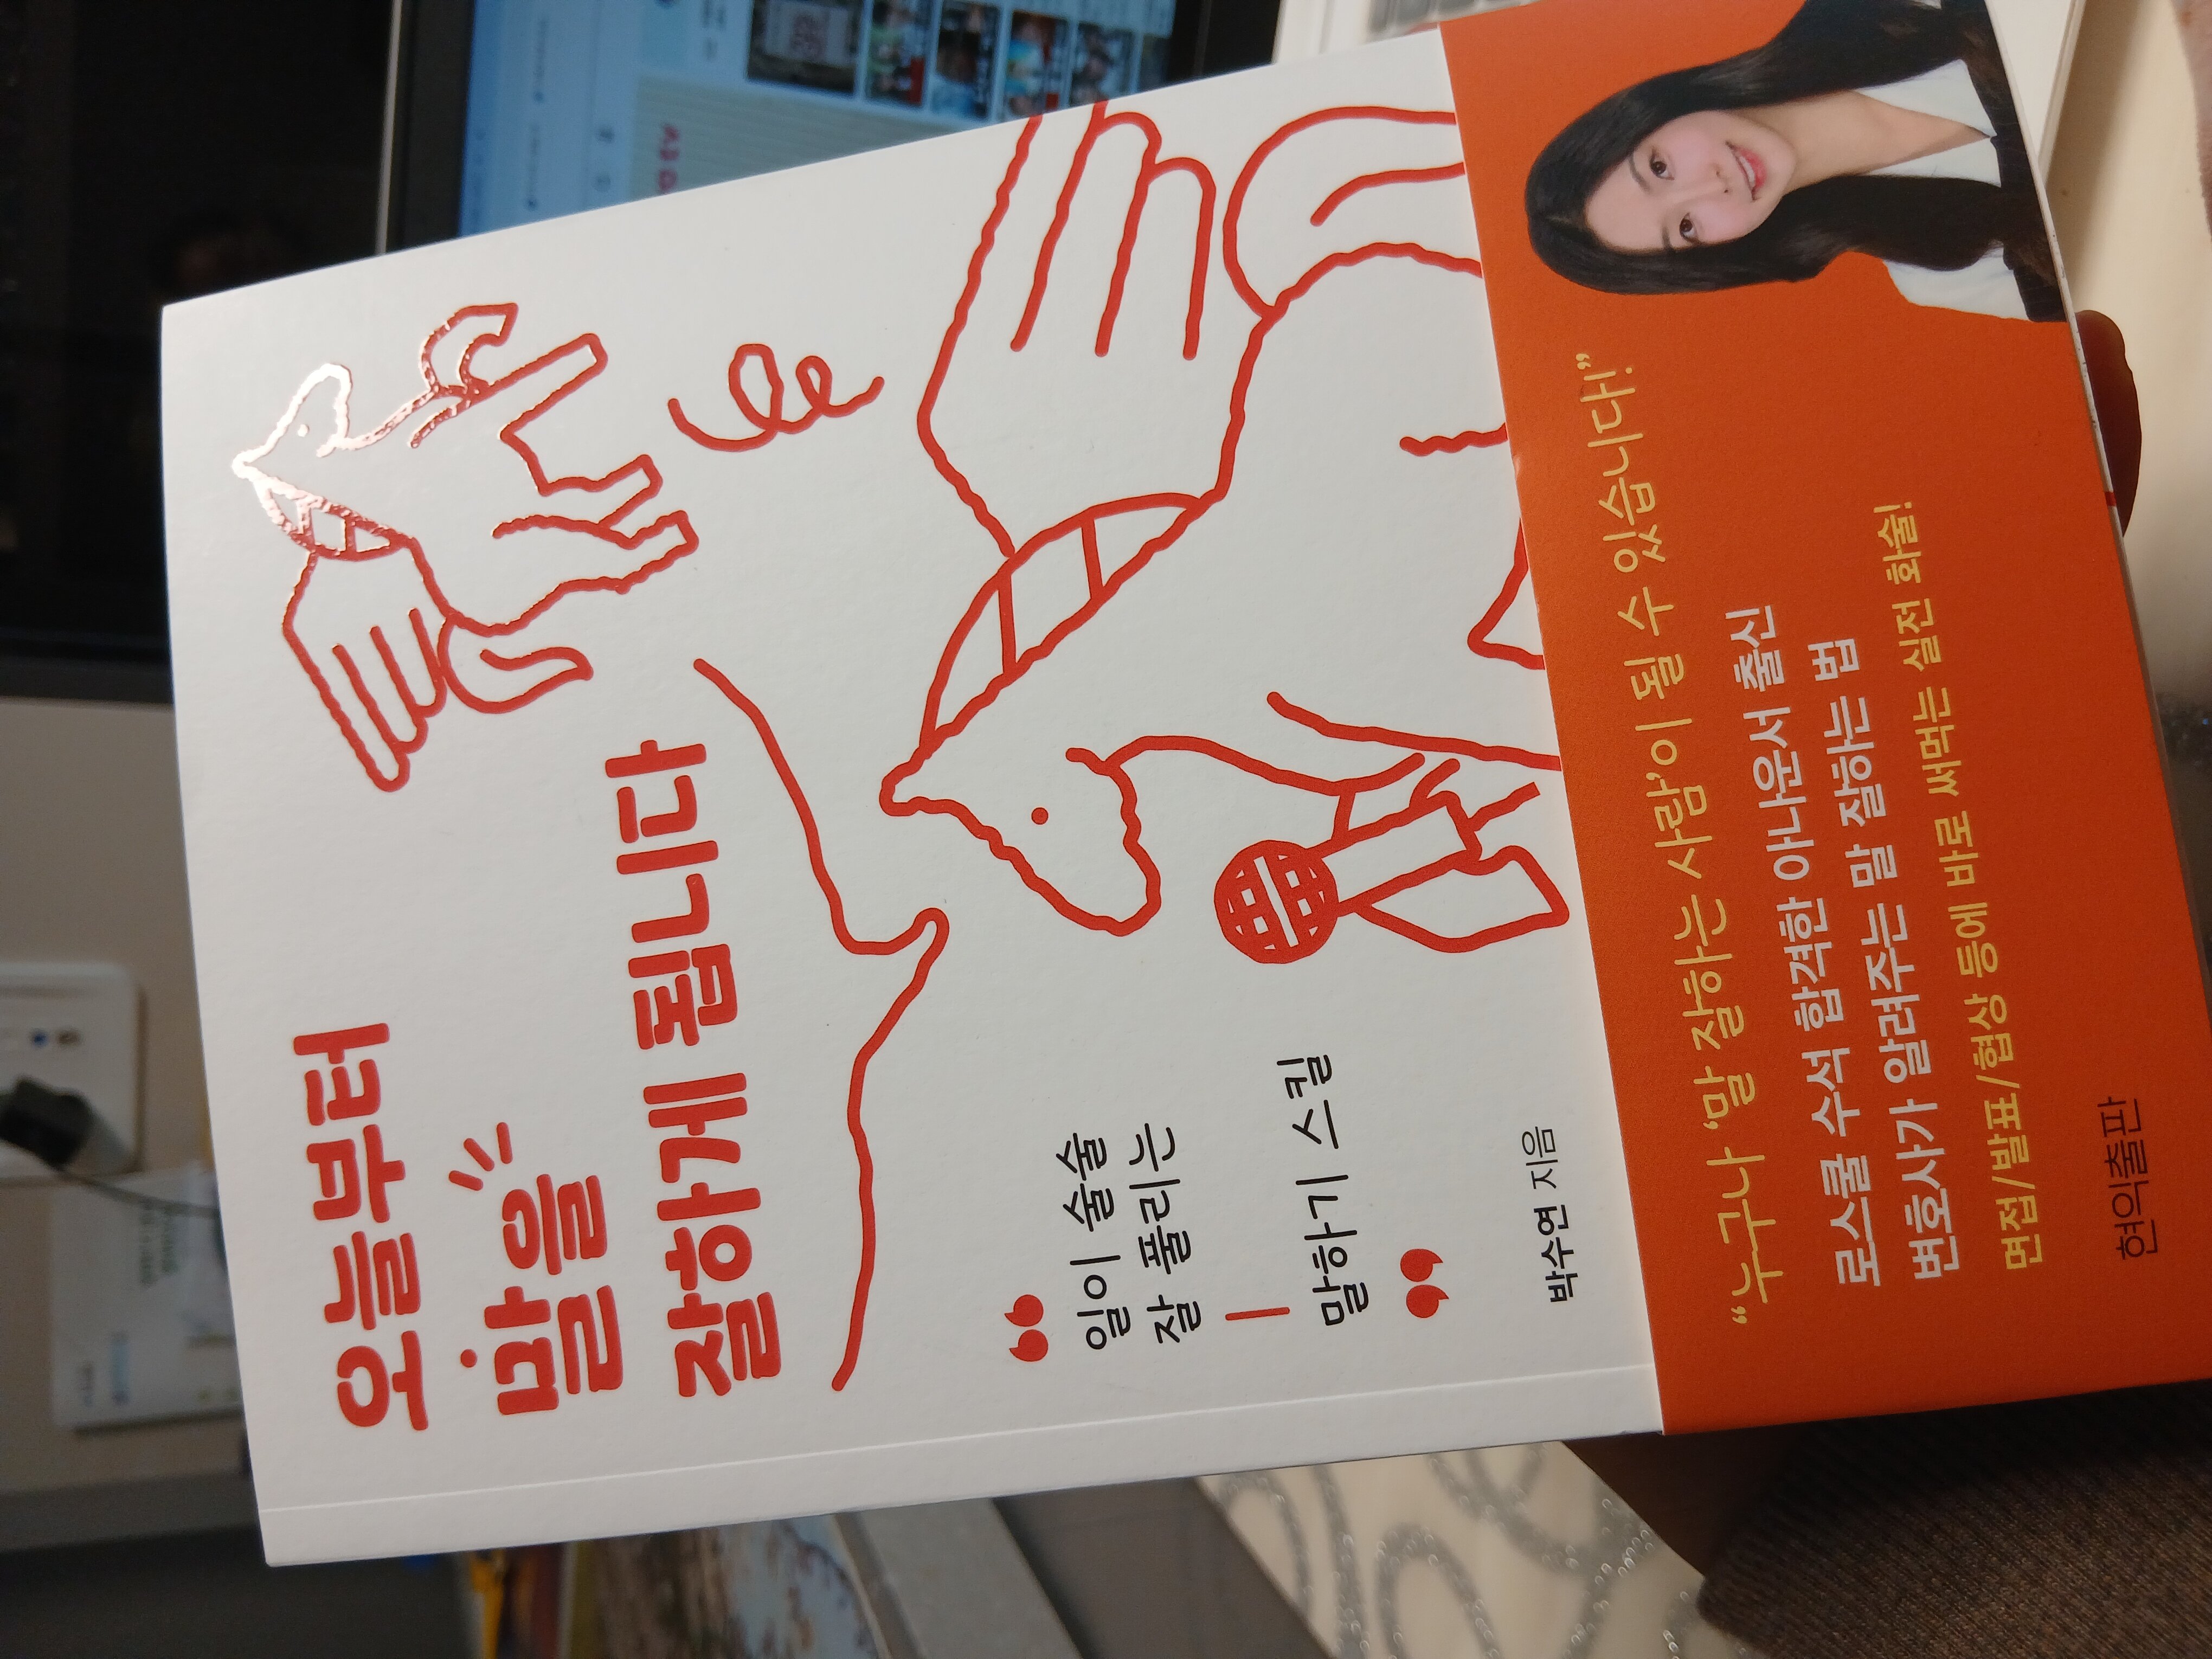 오늘부터
말을
잘하게 됩니다
“
일이 술술
잘 풀리는
말하기 스킬
”
박수연 지음
“누구나 ‘말 잘하는 사람’이 될 수 있습니다!”
로스쿨 수석 합격한 아나운서 출신
변호사가 알려주는 말 잘하는 법
면접/발표/협상 등에 바로 써먹는 실전 화술!
현익출판